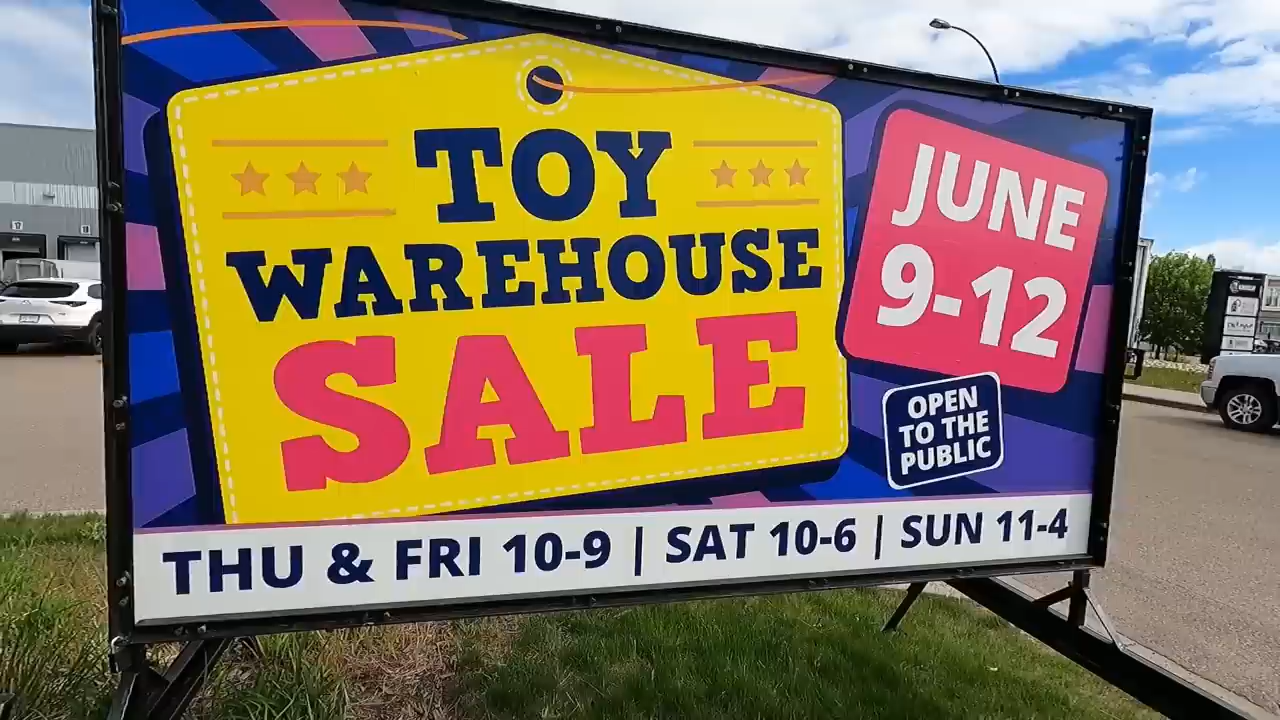 TOY
WAREHOUSE
SALE
JUNE
9-12
OPEN
TO THE
PUBLIC
THU & FRI 10-9 | SAT 10-6 | SUN 11-4